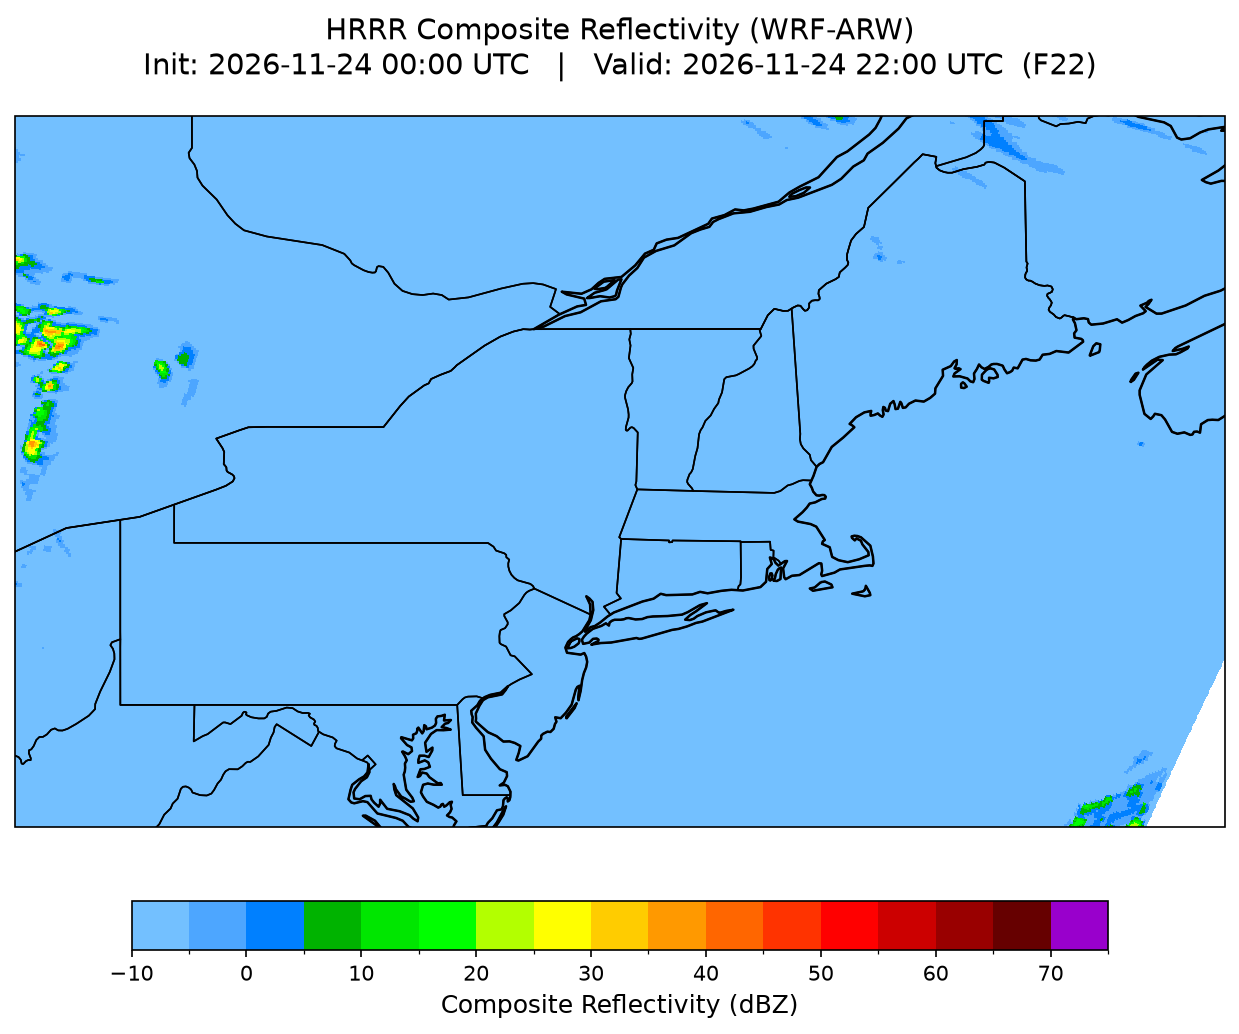 HRRR Composite Reflectivity (WRF-ARW)
Init: 2026-11-24 00:00 UTC   |   Valid: 2026-11-24 22:00 UTC  (F22)
−10 0 10 20 30 40 50 60 70
Composite Reflectivity (dBZ)